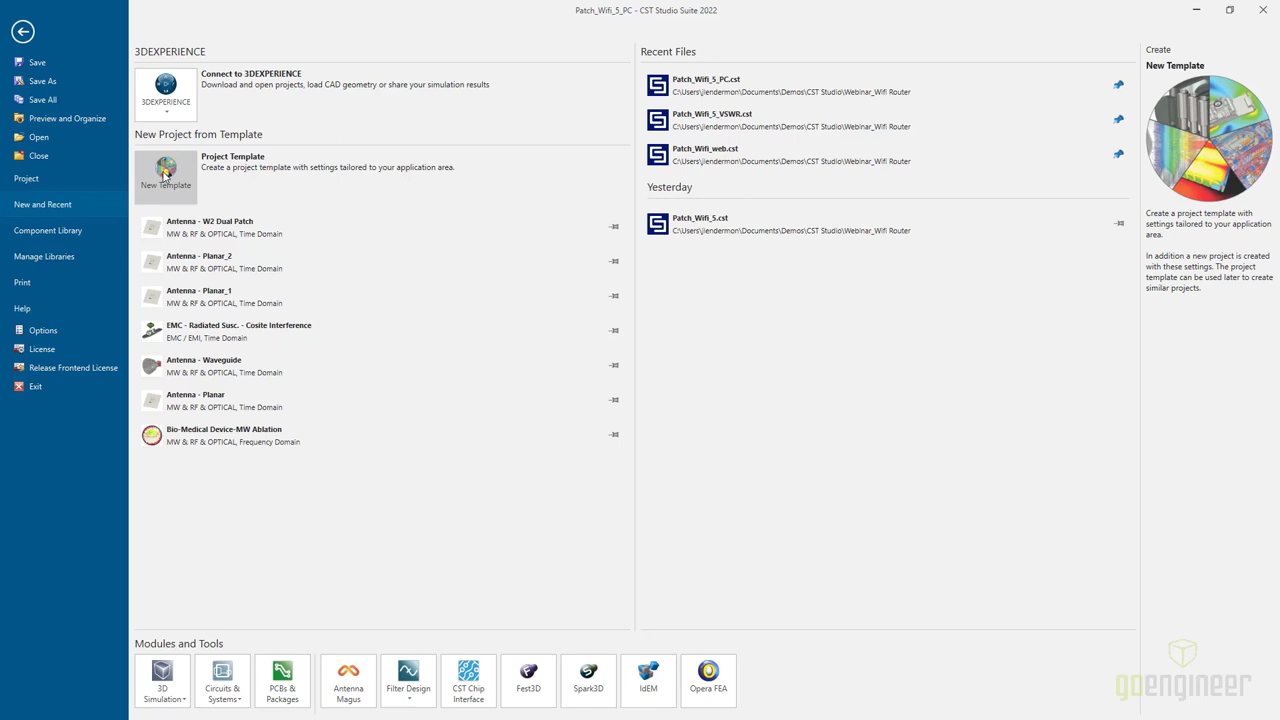 Patch_Wifi_5_PC - CST Studio Suite 2022
Save
Save As
Save All
Preview and Organize
Open
Close
Project
New and Recent
Component Library
Manage Libraries
Print
Help
Options
License
Release Frontend License
Exit
3DEXPERIENCE
3DEXPERIENCE
Connect to 3DEXPERIENCE
Download and open projects, load CAD geometry or share your simulation results
New Project from Template
New Template
Project Template
Create a project template with settings tailored to your application area.
Antenna - W2 Dual Patch
MW & RF & OPTICAL, Time Domain
Antenna - Planar_2
MW & RF & OPTICAL, Time Domain
Antenna - Planar_1
MW & RF & OPTICAL, Time Domain
EMC - Radiated Susc. - Cosite Interference
EMC / EMI, Time Domain
Antenna - Waveguide
MW & RF & OPTICAL, Time Domain
Antenna - Planar
MW & RF & OPTICAL, Time Domain
Bio-Medical Device-MW Ablation
MW & RF & OPTICAL, Frequency Domain
Recent Files
Patch_Wifi_5_PC.cst
C:\Users\jlendermon\Documents\Demos\CST Studio\Webinar_Wifi Router
Patch_Wifi_5_VSWR.cst
C:\Users\jlendermon\Documents\Demos\CST Studio\Webinar_Wifi Router
Patch_Wifi_web.cst
C:\Users\jlendermon\Documents\Demos\CST Studio\Webinar_Wifi Router
Yesterday
Patch_Wifi_5.cst
C:\Users\jlendermon\Documents\Demos\CST Studio\Webinar_Wifi Router
Create
New Template
Create a project template with
settings tailored to your application
area.
In addition a new project is created
with these settings. The project
template can be used later to create
similar projects.
Modules and Tools
3D
Simulation
Circuits &
Systems
PCBs &
Packages
Antenna
Magus
Filter Design
CST Chip
Interface
Fest3D
Spark3D
IdEM
Opera FEA
goengineer